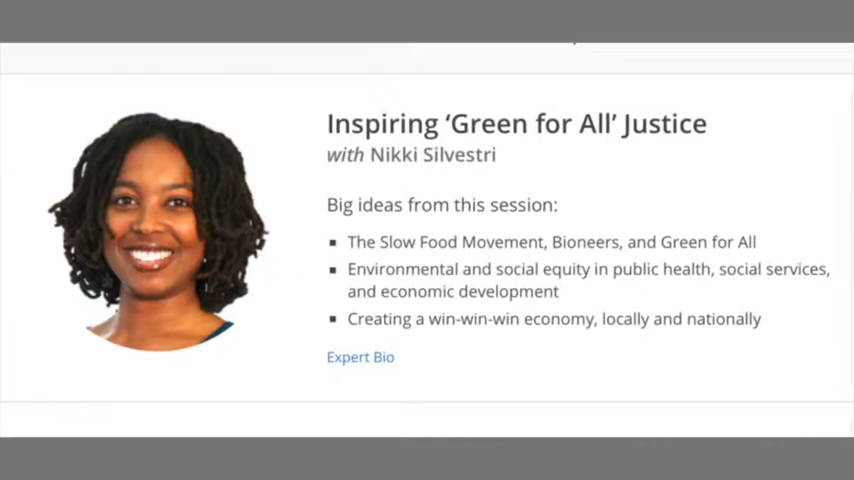 Inspiring ‘Green for All’ Justice
with Nikki Silvestri
Big ideas from this session:
▪ The Slow Food Movement, Bioneers, and Green for All
▪ Environmental and social equity in public health, social services,
and economic development
▪ Creating a win-win-win economy, locally and nationally
Expert Bio